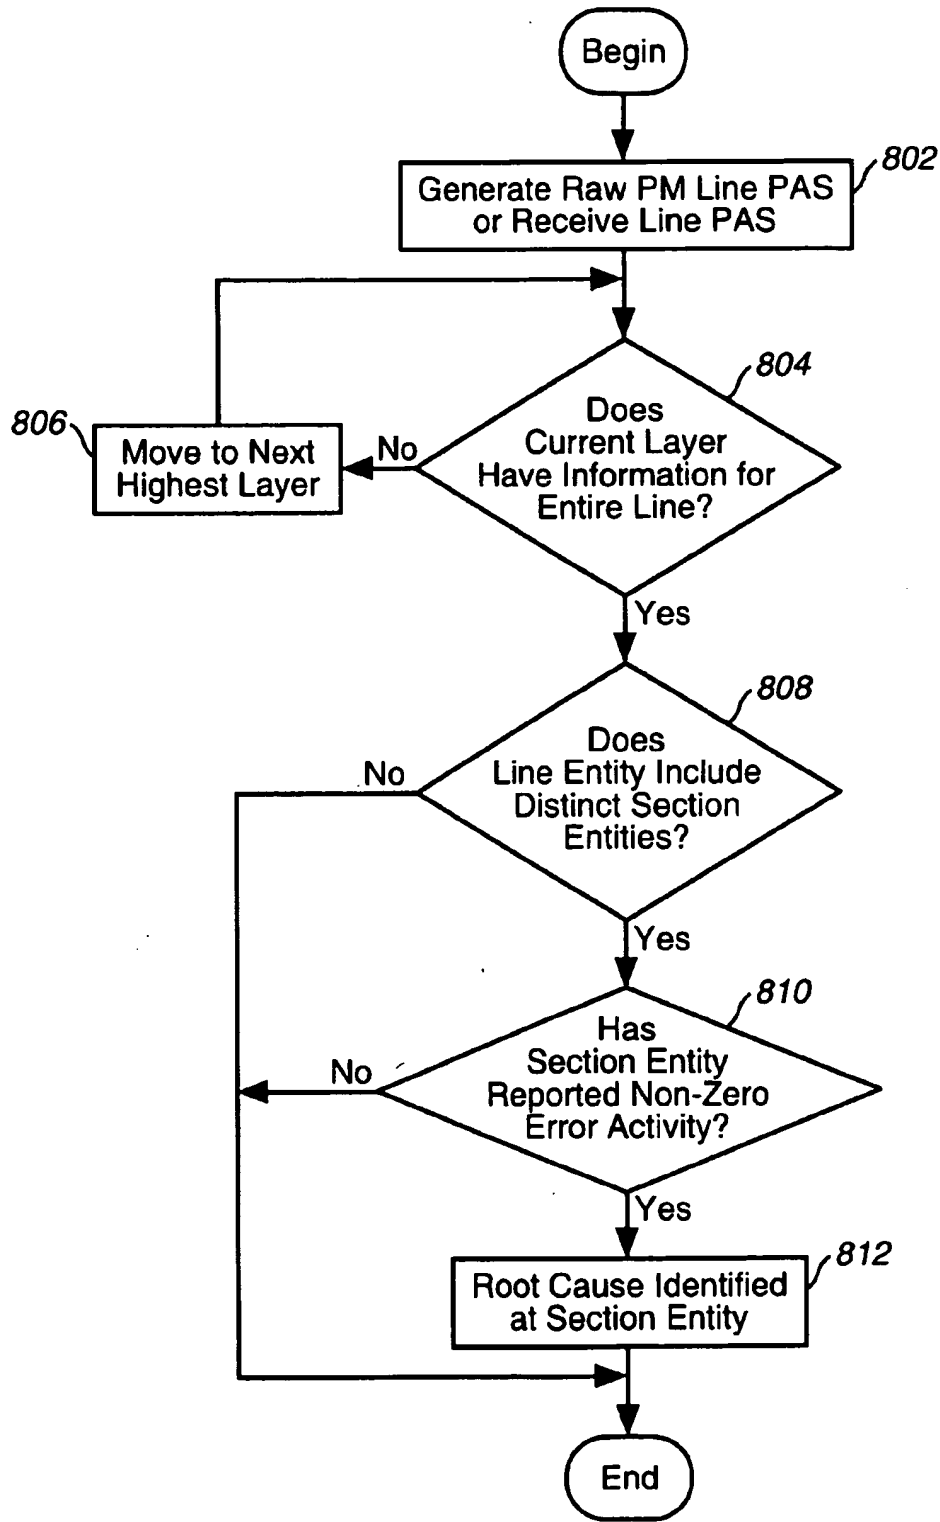 Begin
802
Generate Raw PM Line PAS
or Receive Line PAS
804
Does
Current Layer
Have Information for
Entire Line?
806
Move to Next
Highest Layer
No
Yes
808
Does
Line Entity Include
Distinct Section
Entities?
No
Yes
810
Has
Section Entity
Reported Non-Zero
Error Activity?
No
Yes
812
Root Cause Identified
at Section Entity
End